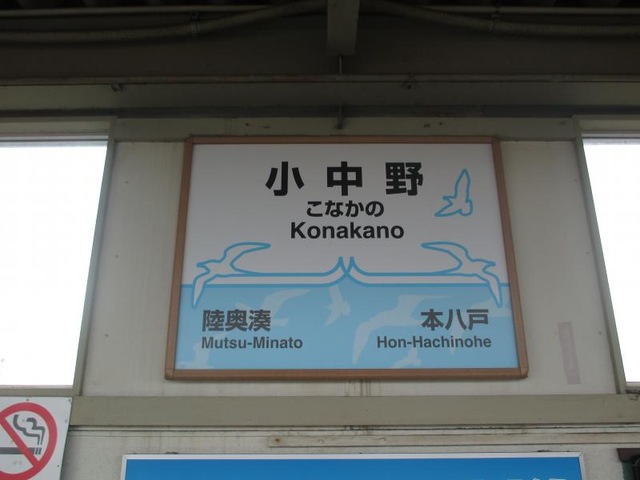 小中野
こなかの
Konakano
陸奥湊 本八戸
Mutsu-Minato Hon-Hachinohe